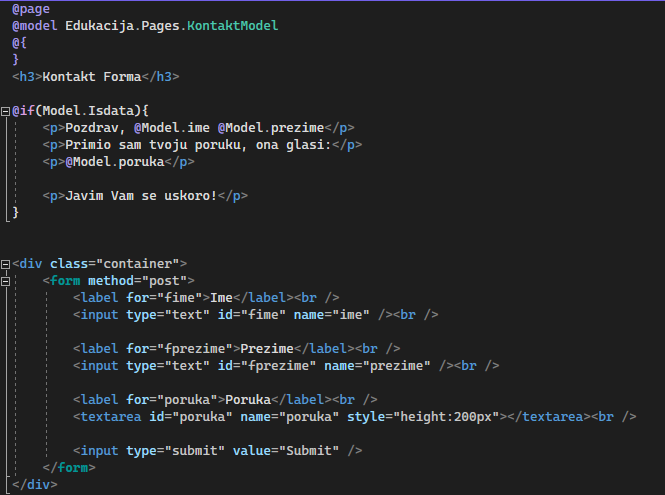 @page
@model Edukacija.Pages.KontaktModel
@{
}
<h3>Kontakt Forma</h3>
@if(Model.Isdata){
<p>Pozdrav, @Model.ime @Model.prezime</p>
<p>Primio sam tvoju poruku, ona glasi:</p>
<p>@Model.poruka</p>
<p>Javim Vam se uskoro!</p>
}
<div class="container">
<form method="post">
<label for="fime">Ime</label><br />
<input type="text" id="fime" name="ime" /><br />
<label for="fprezime">Prezime</label><br />
<input type="text" id="fprezime" name="prezime" /><br />
<label for="poruka">Poruka</label><br />
<textarea id="poruka" name="poruka" style="height:200px"></textarea><br />
<input type="submit" value="Submit" />
</form>
</div>